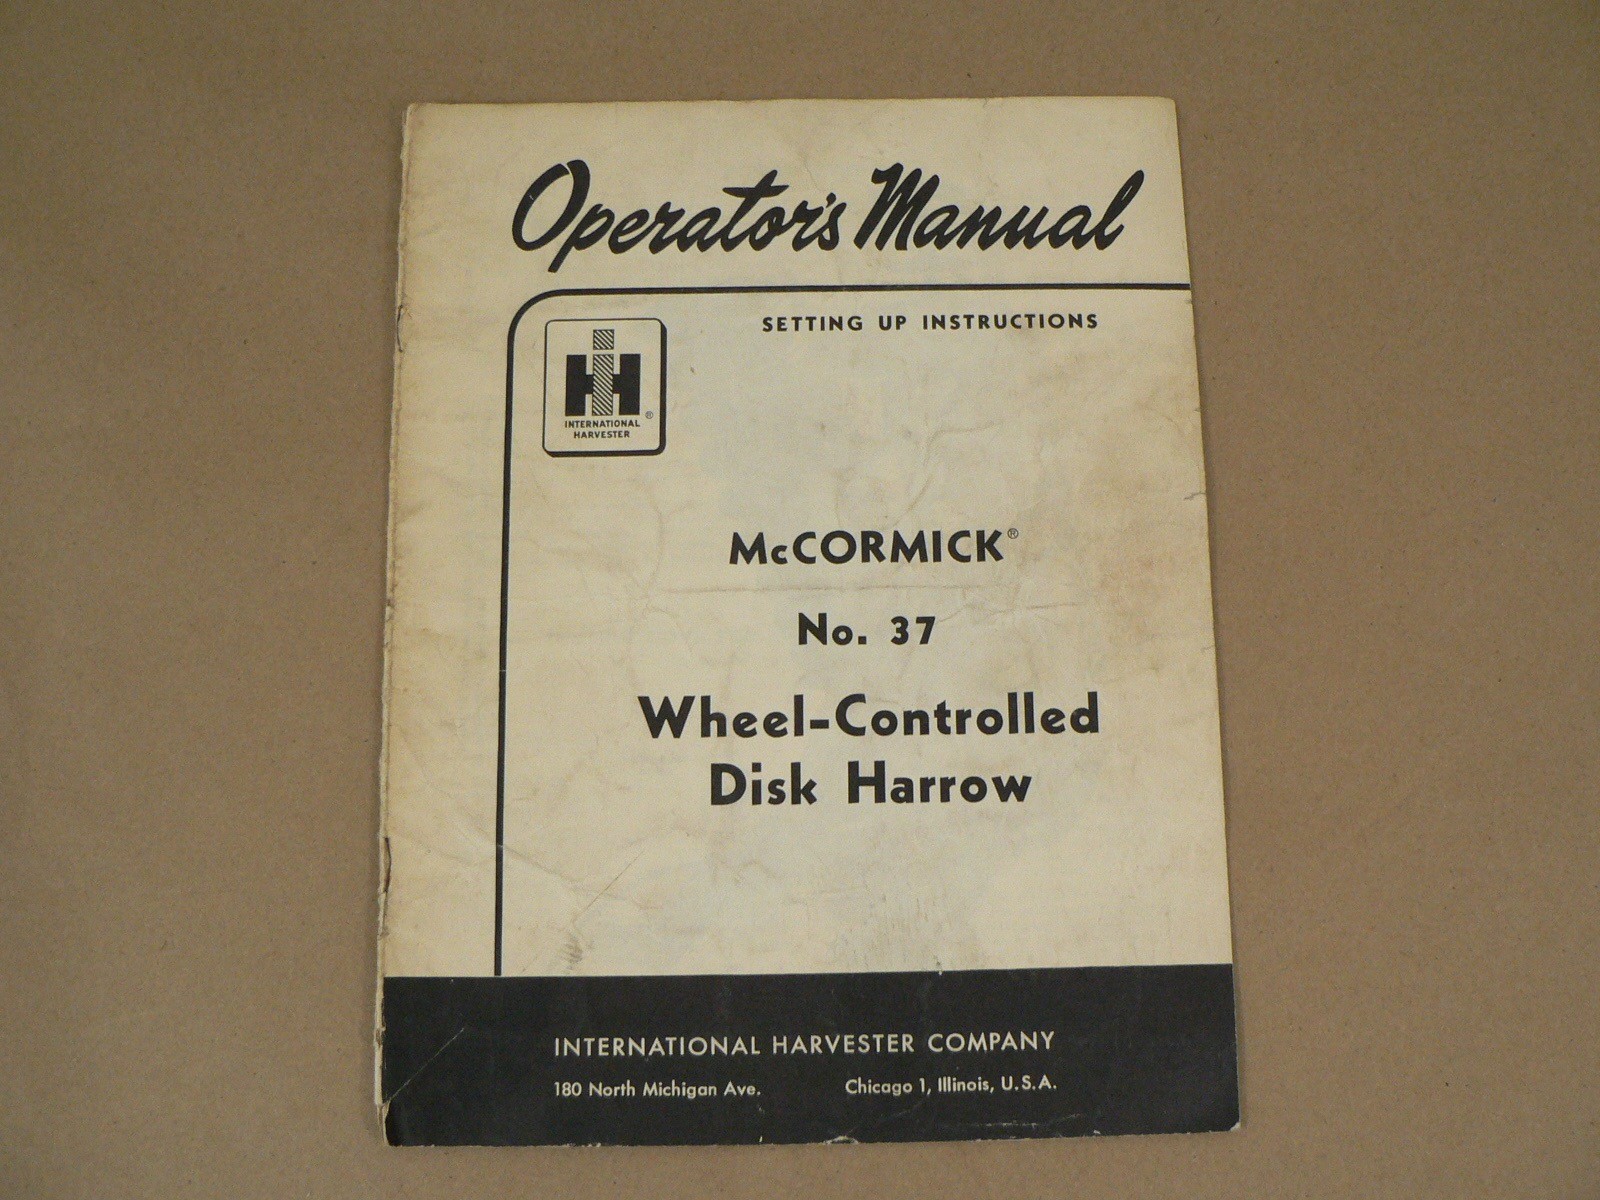 Operator's Manual
SETTING UP INSTRUCTIONS
IH
INTERNATIONAL
HARVESTER ®
McCORMICK®
No. 37
Wheel-Controlled
Disk Harrow
INTERNATIONAL HARVESTER COMPANY
180 North Michigan Ave. Chicago 1, Illinois, U.S.A.